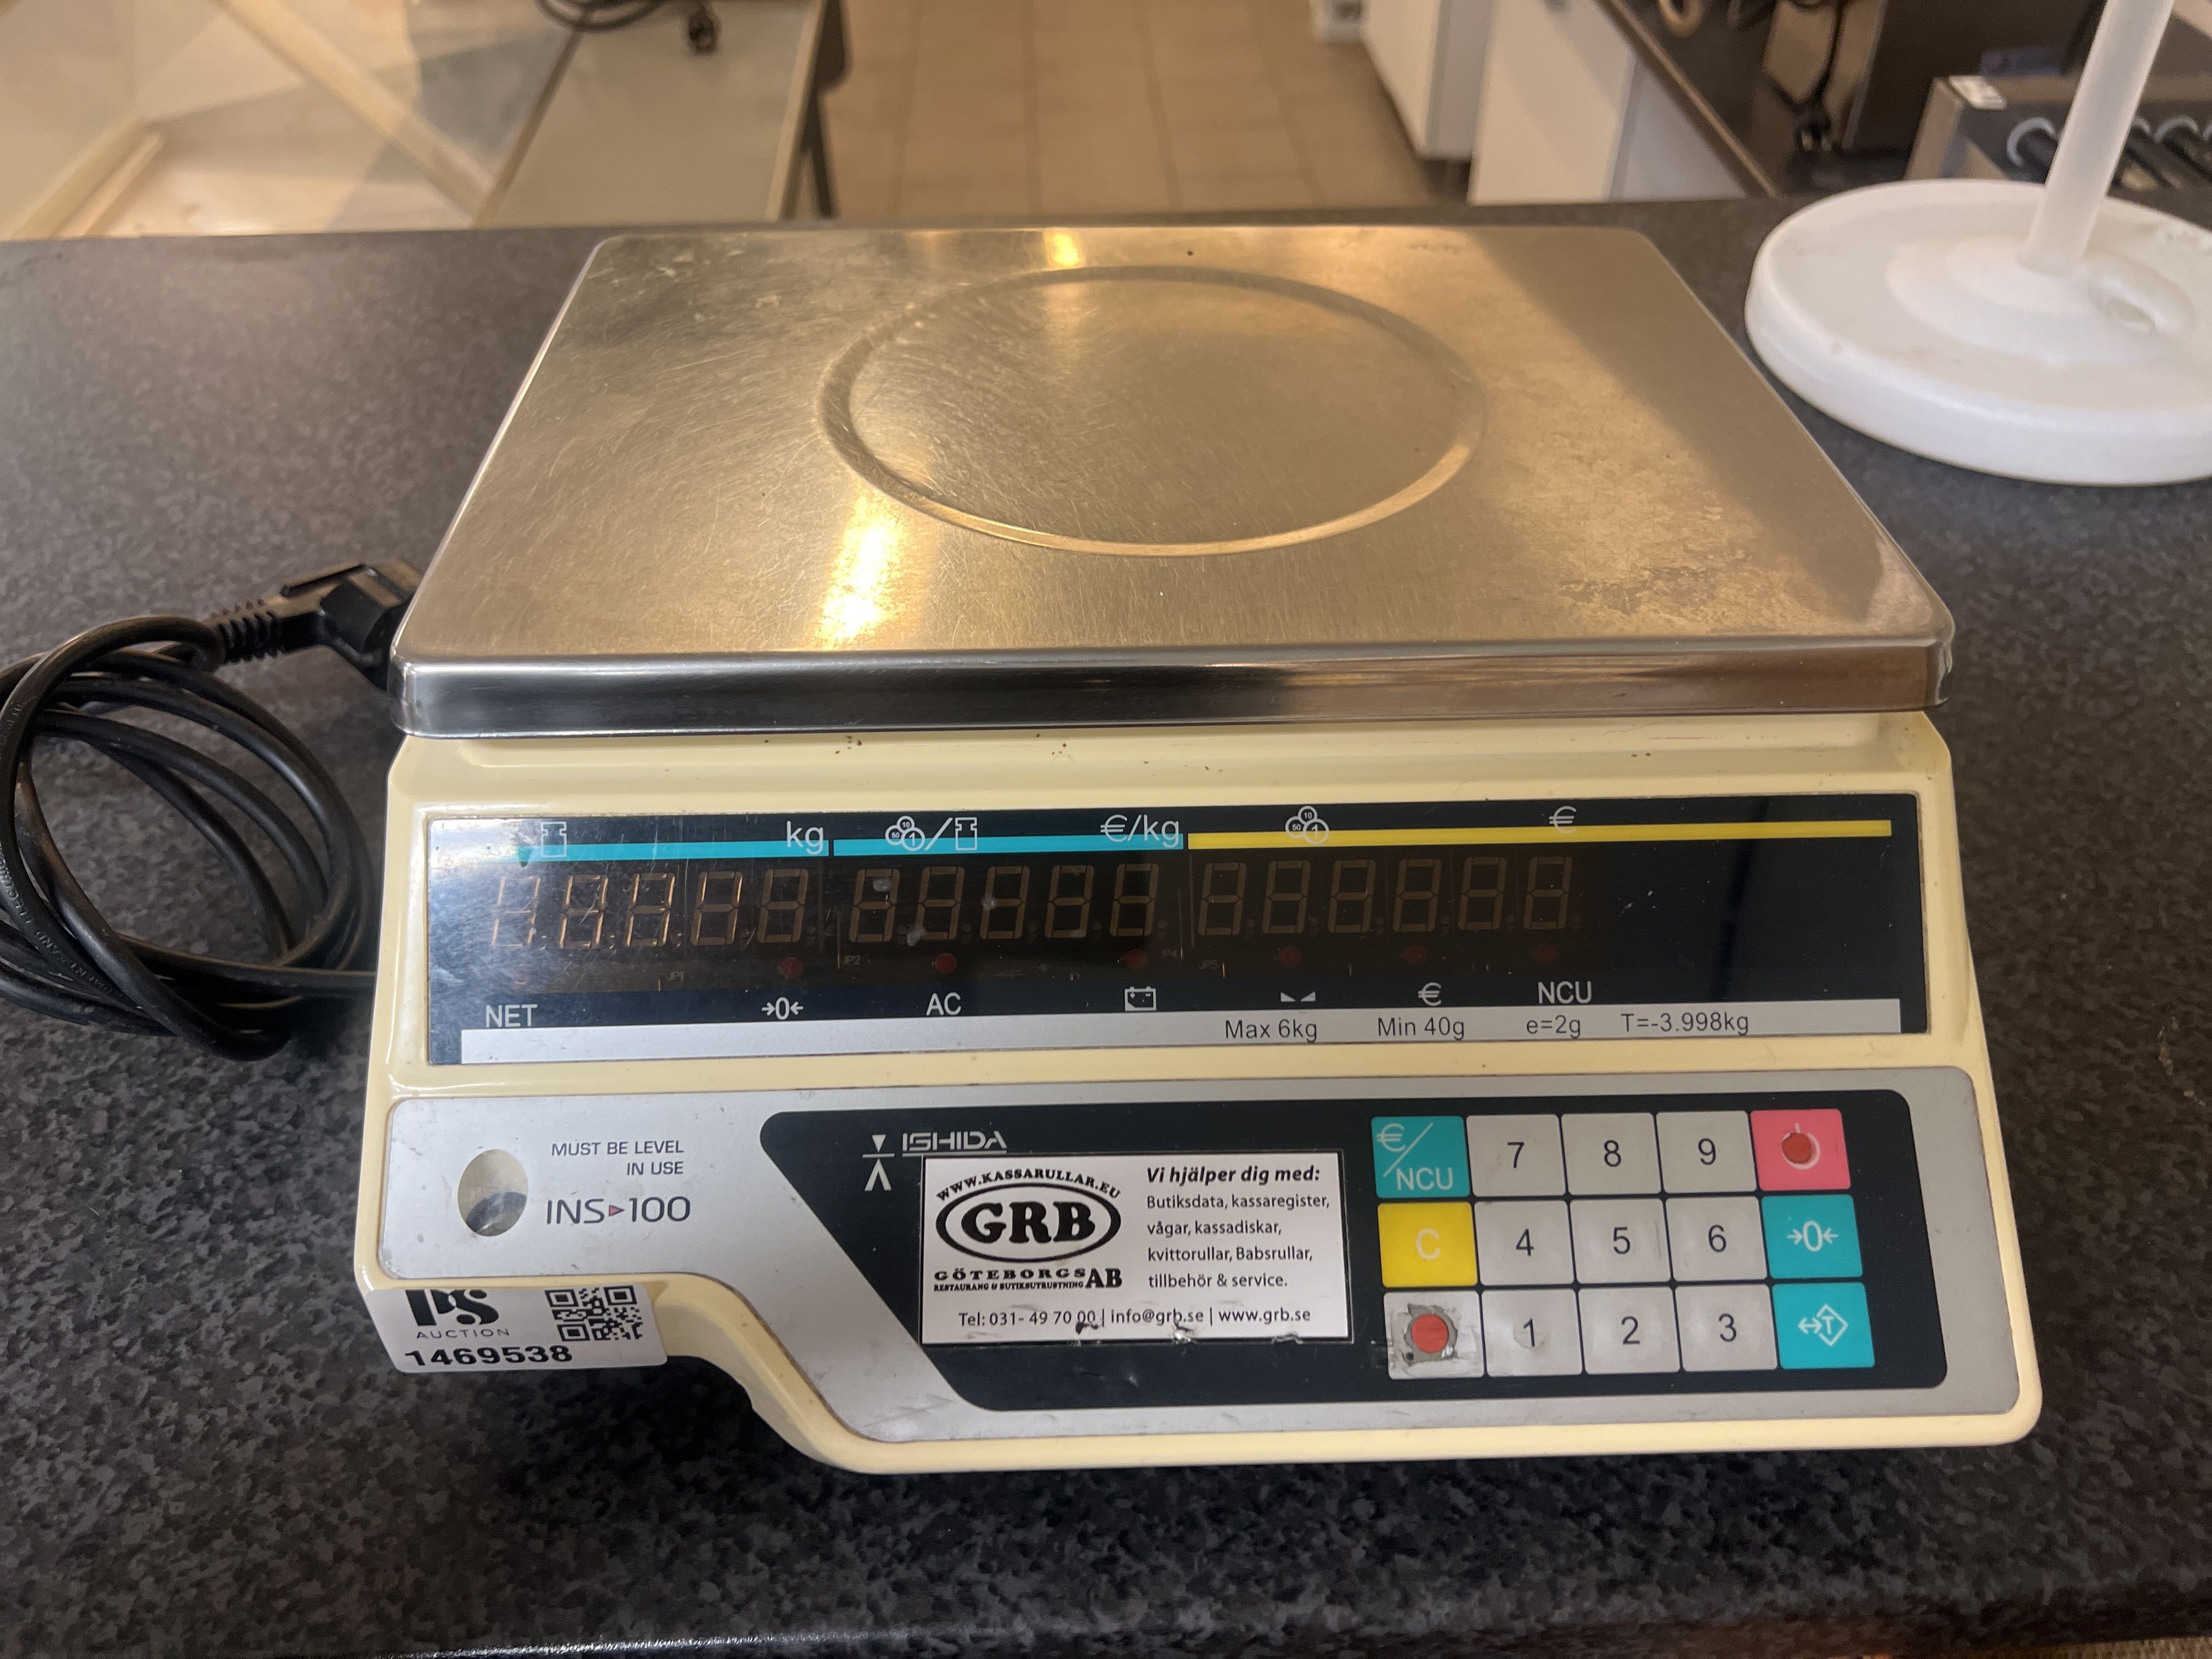 kg €/kg €
NET →0← AC € NCU
Max 6kg Min 40g e=2g T=-3.998kg
MUST BE LEVEL
IN USE
INS▸100
ISHIDA
WWW.KASSARULLAR.EU
GRB
GÖTEBORGS AB
RESTAURANG & BUTIKSUTRUSTNING
Vi hjälper dig med:
Butiksdata, kassaregister,
vågar, kassadiskar,
kvittorullar, Babsrullar,
tillbehör & service.
Tel: 031- 49 70 00 | info@grb.se | www.grb.se
€/NCU 7 8 9
C 4 5 6 →0←
1 2 3 ↔T
PS
AUCTION
1469538